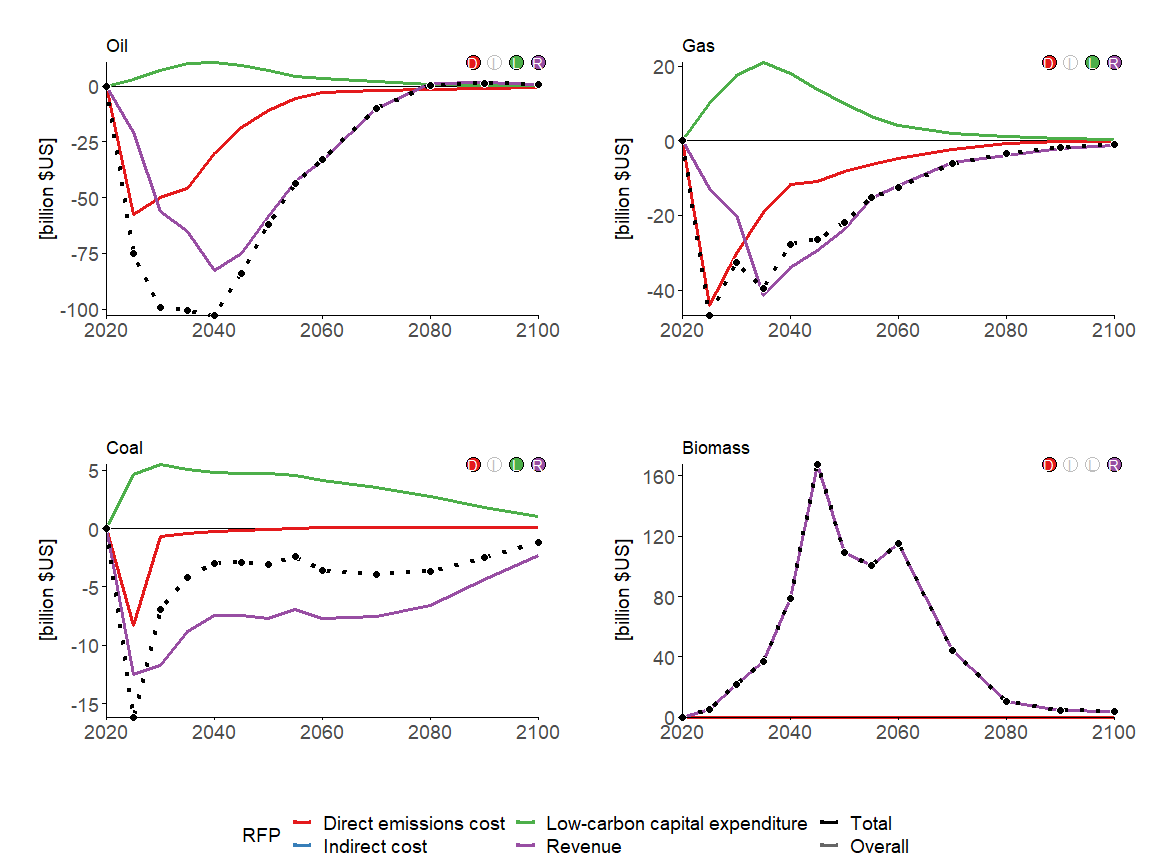 Oil
D I L R
[billion $US]
0
-25
-50
-75
-100
2020 2040 2060 2080 2100
Gas
D I L R
[billion $US]
20
0
-20
-40
2020 2040 2060 2080 2100
Coal
D I L R
[billion $US]
5
0
-5
-10
-15
2020 2040 2060 2080 2100
Biomass
D I L R
[billion $US]
160
120
80
40
0
2020 2040 2060 2080 2100
RFP
Direct emissions cost
Indirect cost
Low-carbon capital expenditure
Revenue
Total
Overall